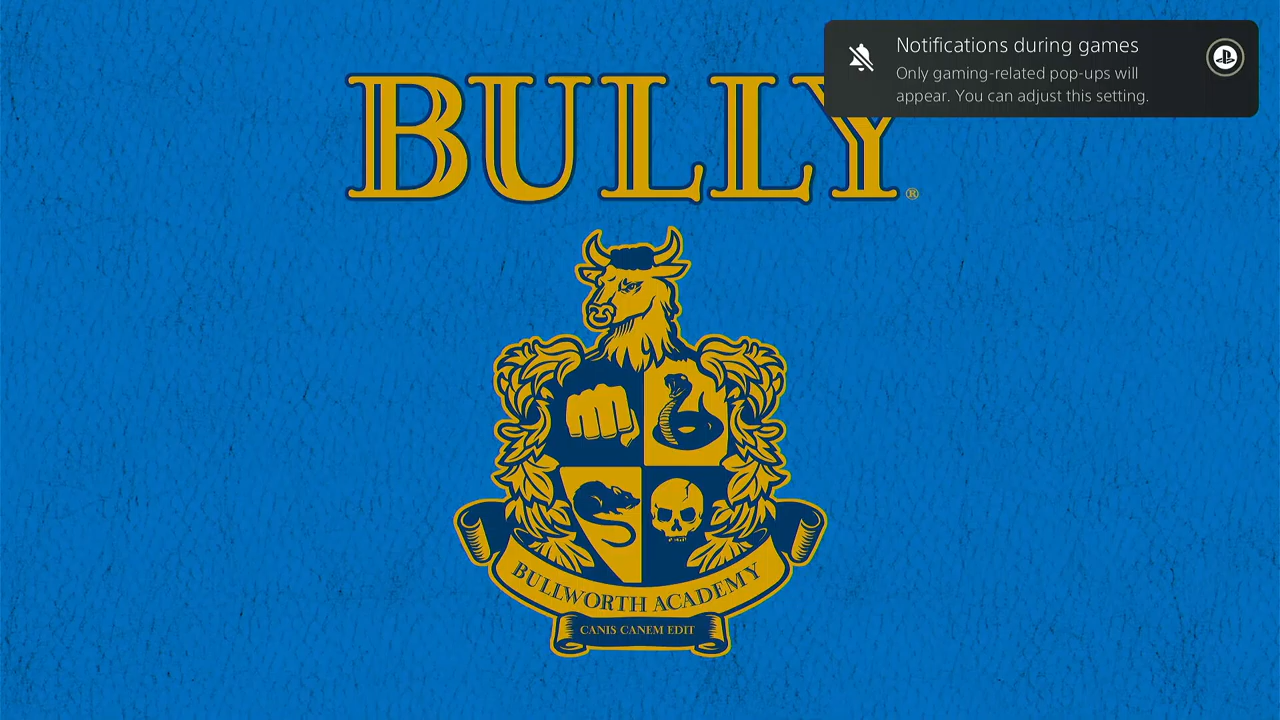 Notifications during games
Only gaming-related pop-ups will
appear. You can adjust this setting.
BULLY®
BULLWORTH ACADEMY
CANIS CANEM EDIT